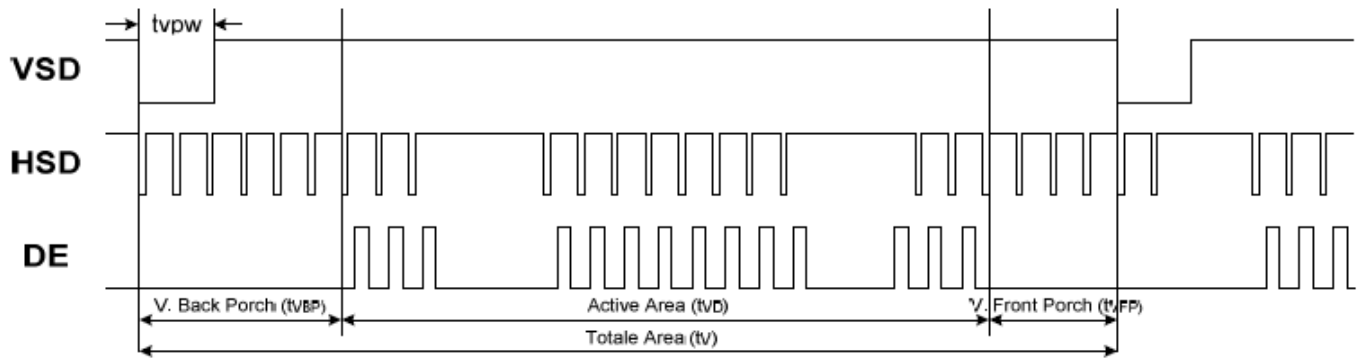 tvpw
VSD
HSD
DE
V. Back Porch (tVBP)
Active Area (tVD)
V. Front Porch (tVFP)
Totale Area (tV)